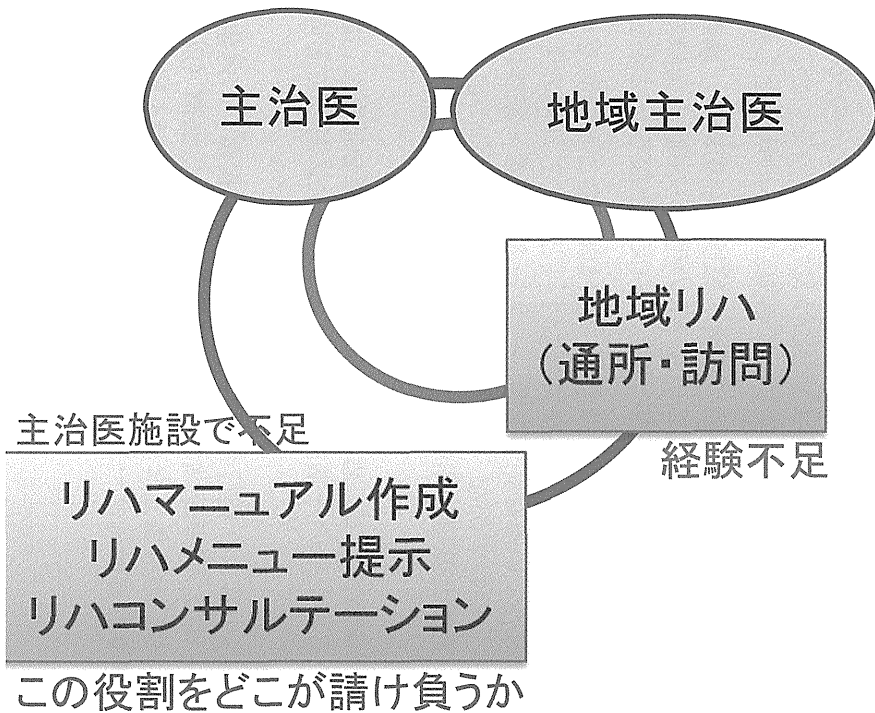 主治医
地域主治医
地域リハ
(通所・訪問)
経験不足
主治医施設で不足
リハマニュアル作成
リハメニュー提示
リハコンサルテーション
この役割をどこが請け負うか